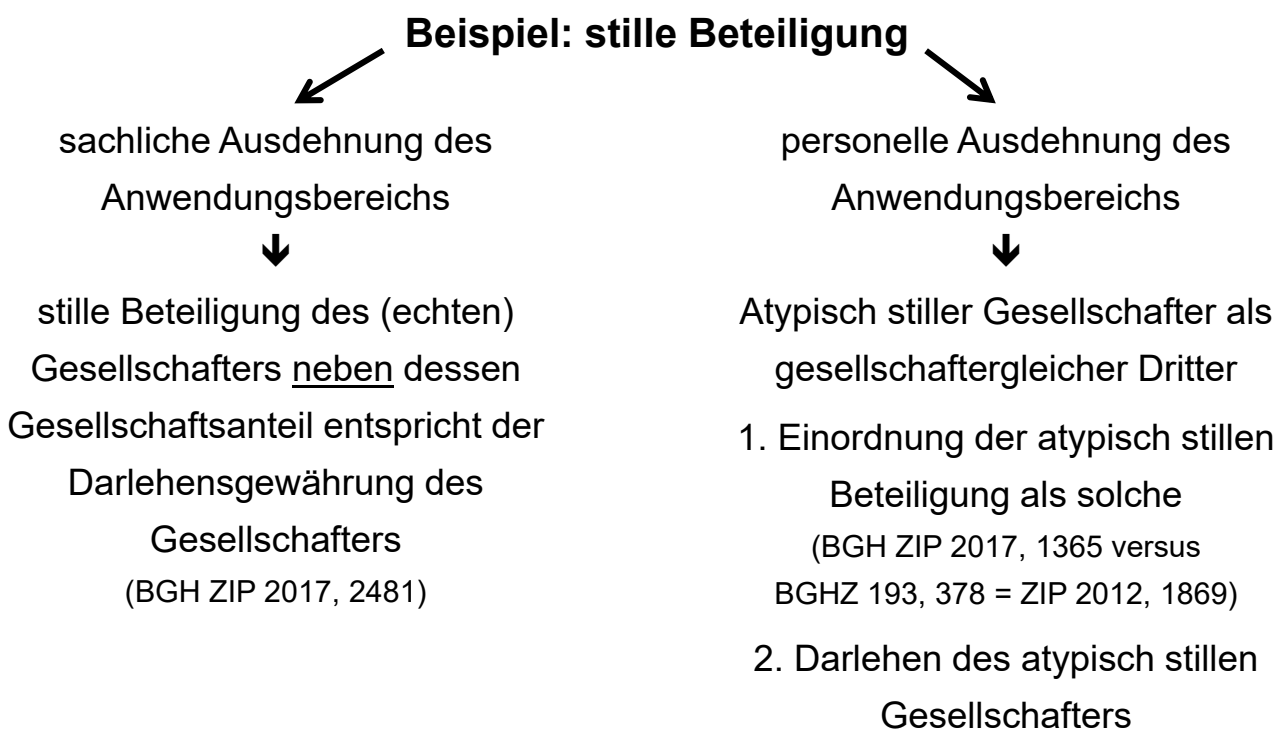 Beispiel: stille Beteiligung
sachliche Ausdehnung des
Anwendungsbereichs
stille Beteiligung des (echten)
Gesellschafters neben dessen
Gesellschaftsanteil entspricht der
Darlehensgewährung des
Gesellschafters
(BGH ZIP 2017, 2481)
personelle Ausdehnung des
Anwendungsbereichs
Atypisch stiller Gesellschafter als
gesellschaftergleicher Dritter
1. Einordnung der atypisch stillen
Beteiligung als solche
(BGH ZIP 2017, 1365 versus
BGHZ 193, 378 = ZIP 2012, 1869)
2. Darlehen des atypisch stillen
Gesellschafters